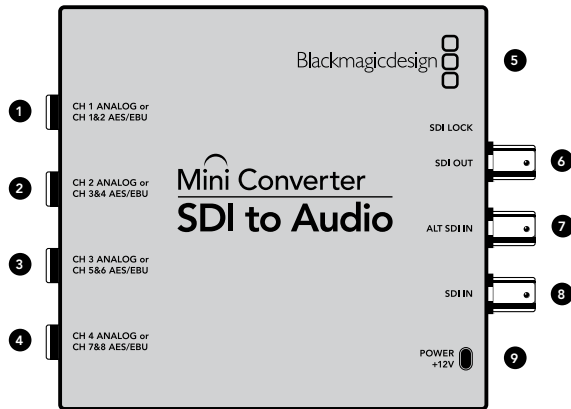 Blackmagicdesign
5
1
CH 1 ANALOG or
CH 1&2 AES/EBU
SDI LOCK
SDI OUT
6
2
CH 2 ANALOG or
CH 3&4 AES/EBU
Mini Converter
SDI to Audio
ALT SDI IN
7
3
CH 3 ANALOG or
CH 5&6 AES/EBU
SDI IN
8
4
CH 4 ANALOG or
CH 7&8 AES/EBU
POWER
+12V
9